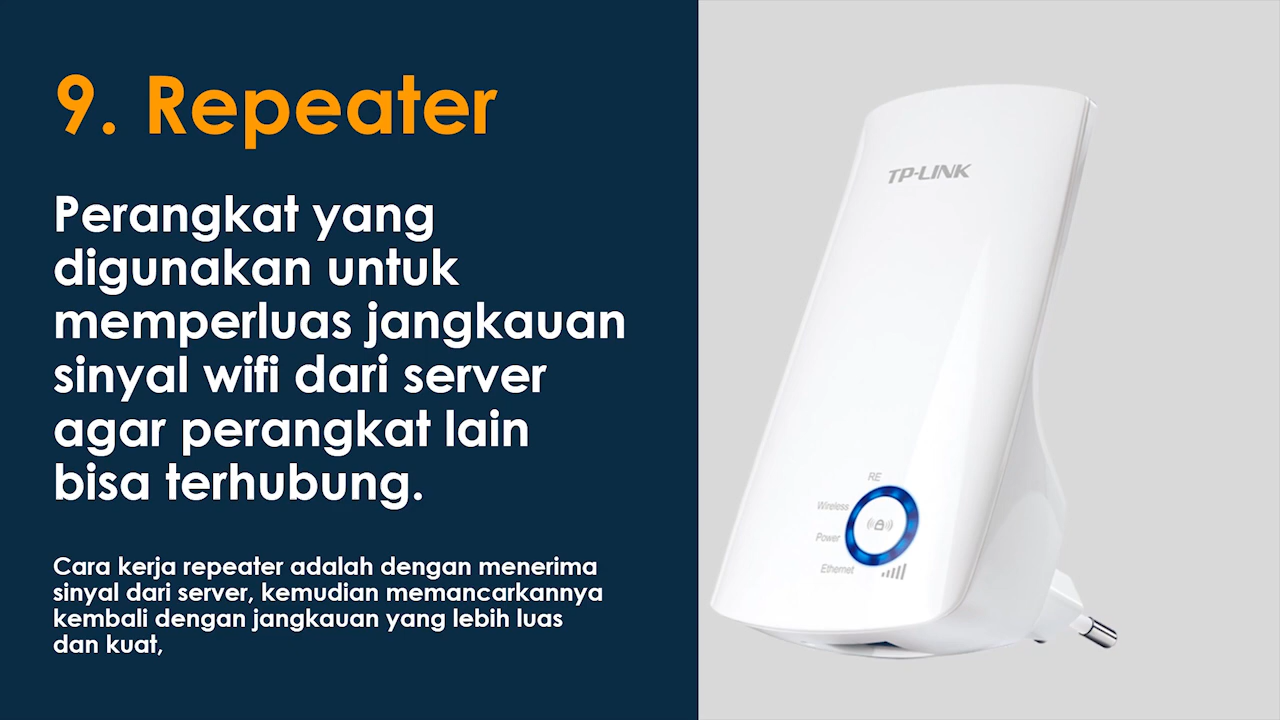 9. Repeater
Perangkat yang
digunakan untuk
memperluas jangkauan
sinyal wifi dari server
agar perangkat lain
bisa terhubung.
Cara kerja repeater adalah dengan menerima
sinyal dari server, kemudian memancarkannya
kembali dengan jangkauan yang lebih luas
dan kuat,
TP-LINK
RE
Wireless
Power
Ethernet